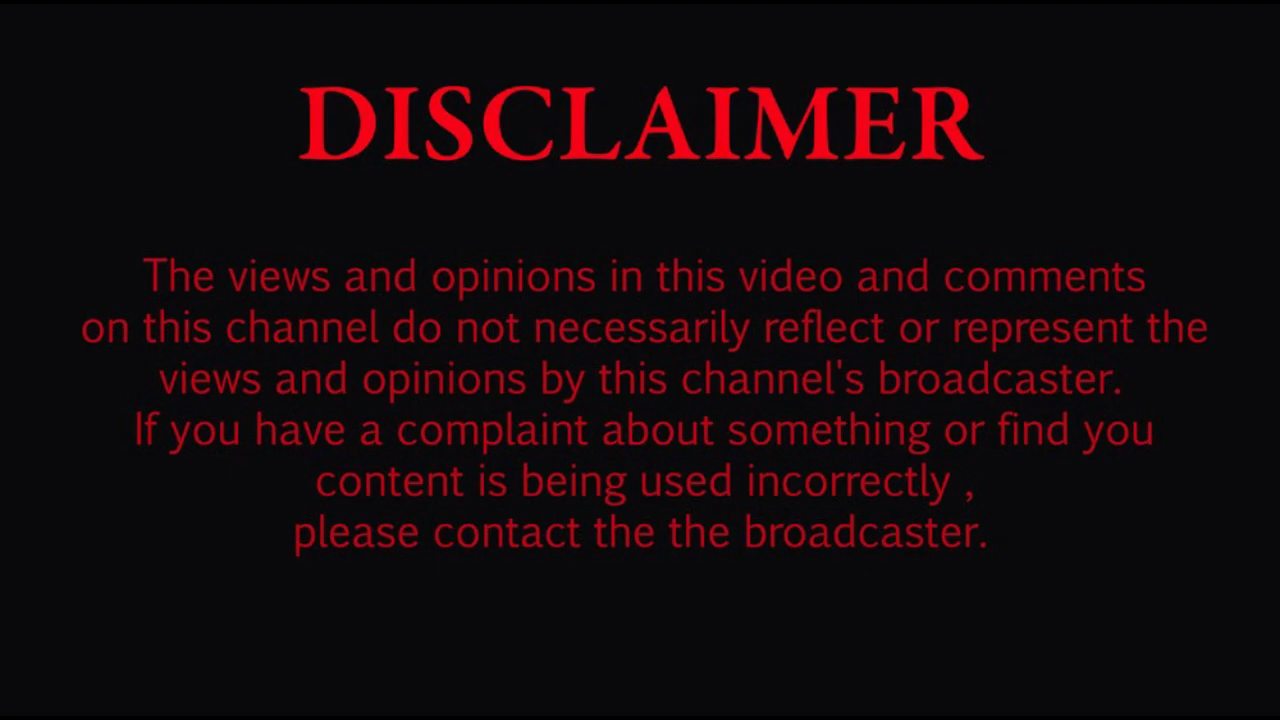 DISCLAIMER
The views and opinions in this video and comments
on this channel do not necessarily reflect or represent the
views and opinions by this channel's broadcaster.
If you have a complaint about something or find you
content is being used incorrectly ,
please contact the the broadcaster.